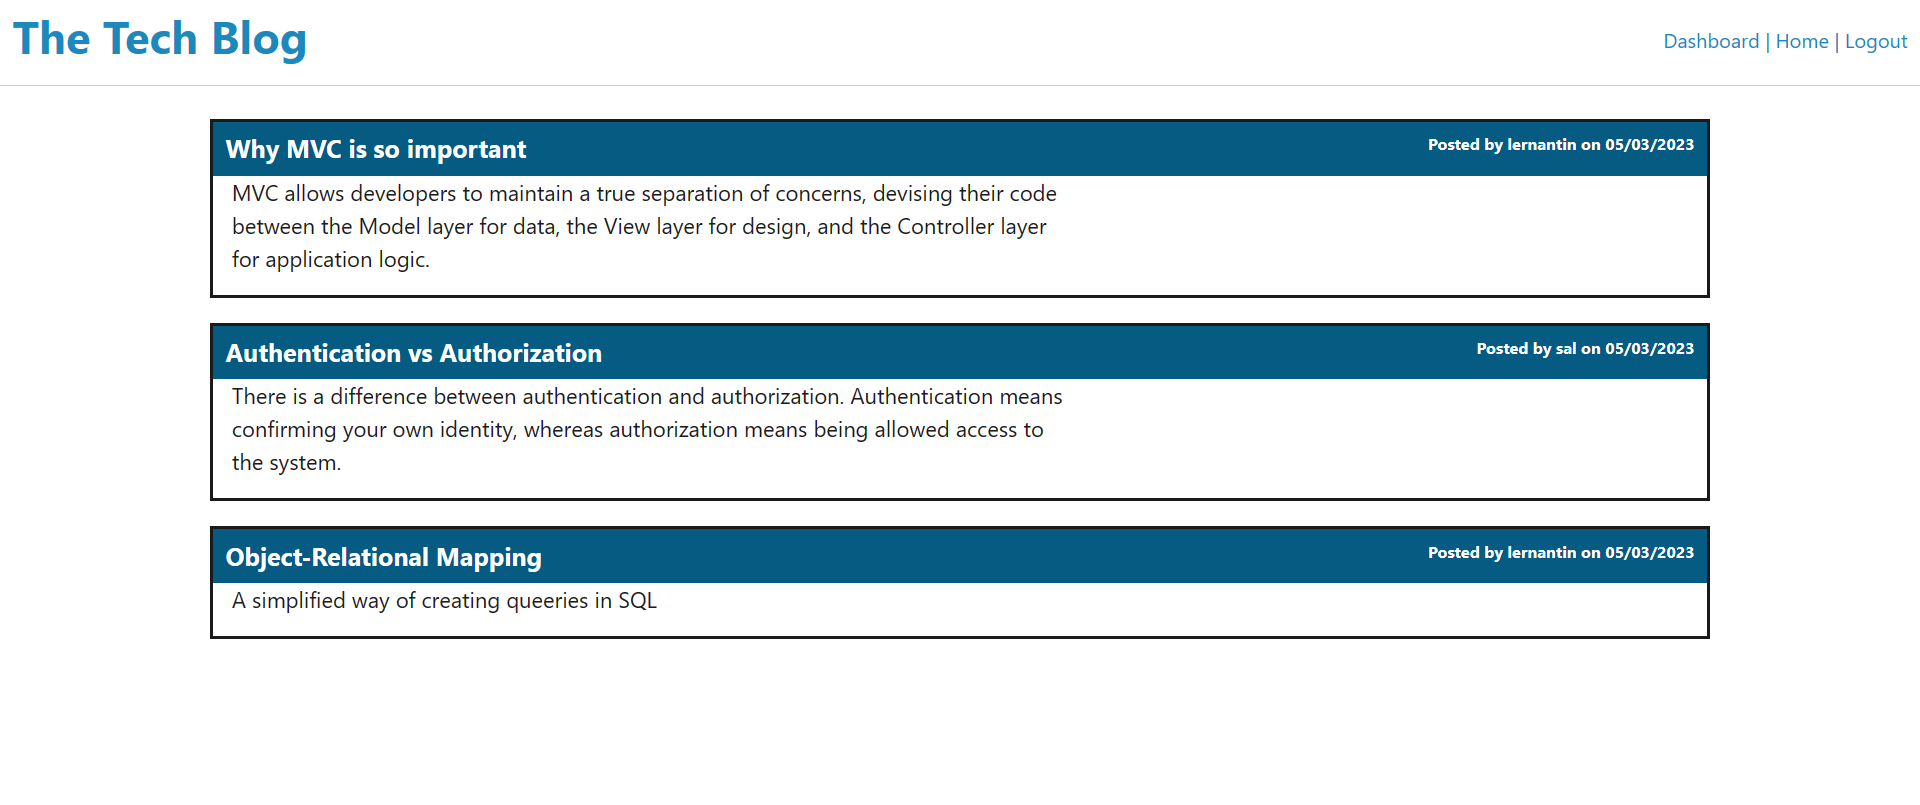 The Tech Blog
Dashboard | Home | Logout
Why MVC is so important
Posted by lernantin on 05/03/2023
MVC allows developers to maintain a true separation of concerns, devising their code
between the Model layer for data, the View layer for design, and the Controller layer
for application logic.
Authentication vs Authorization
Posted by sal on 05/03/2023
There is a difference between authentication and authorization. Authentication means
confirming your own identity, whereas authorization means being allowed access to
the system.
Object-Relational Mapping
Posted by lernantin on 05/03/2023
A simplified way of creating queeries in SQL